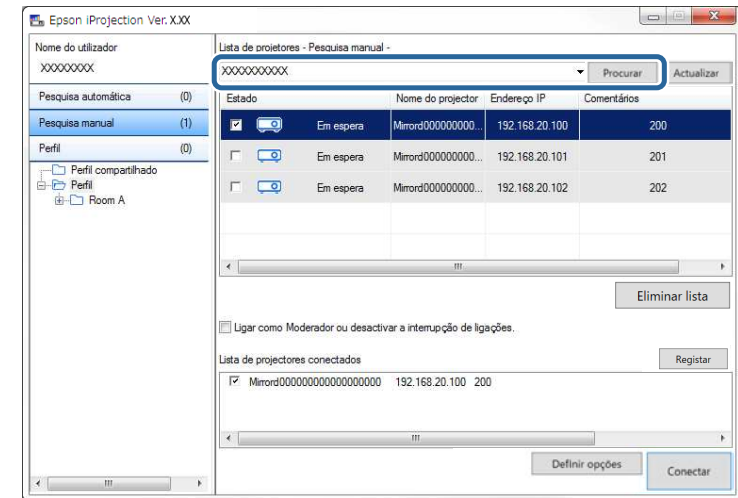 Epson iProjection Ver. X.XX
Nome do utilizador
XXXXXXXX
Pesquisa automática (0)
Pesquisa manual (1)
Perfil (0)
Perfil compartilhado
Perfil
Room A
Lista de projetores - Pesquisa manual -
XXXXXXXXXX Procurar Actualizar
Estado Nome do projector Endereço IP Comentários
Em espera Mirrord000000000... 192.168.20.100 200
Em espera Mirrord000000000... 192.168.20.101 201
Em espera Mirrord000000000... 192.168.20.102 202
Eliminar lista
Ligar como Moderador ou desactivar a interrupção de ligações.
Lista de projectores conectados Registar
Mirrord000000000000000000 192.168.20.100 200
Definir opções Conectar